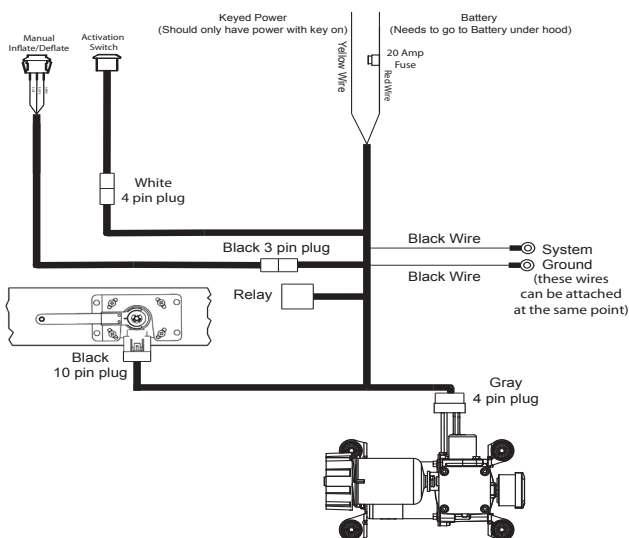 Keyed Power
(Should only have power with key on)
Battery
(Needs to go to Battery under hood)
Manual
Inflate/Deflate
Activation
Switch
Yellow Wire
Red Wire
20 Amp
Fuse
White
4 pin plug
Black 3 pin plug
Black Wire
System
Ground
(these wires
can be attached
at the same point)
Black Wire
Relay
Black
10 pin plug
Gray
4 pin plug